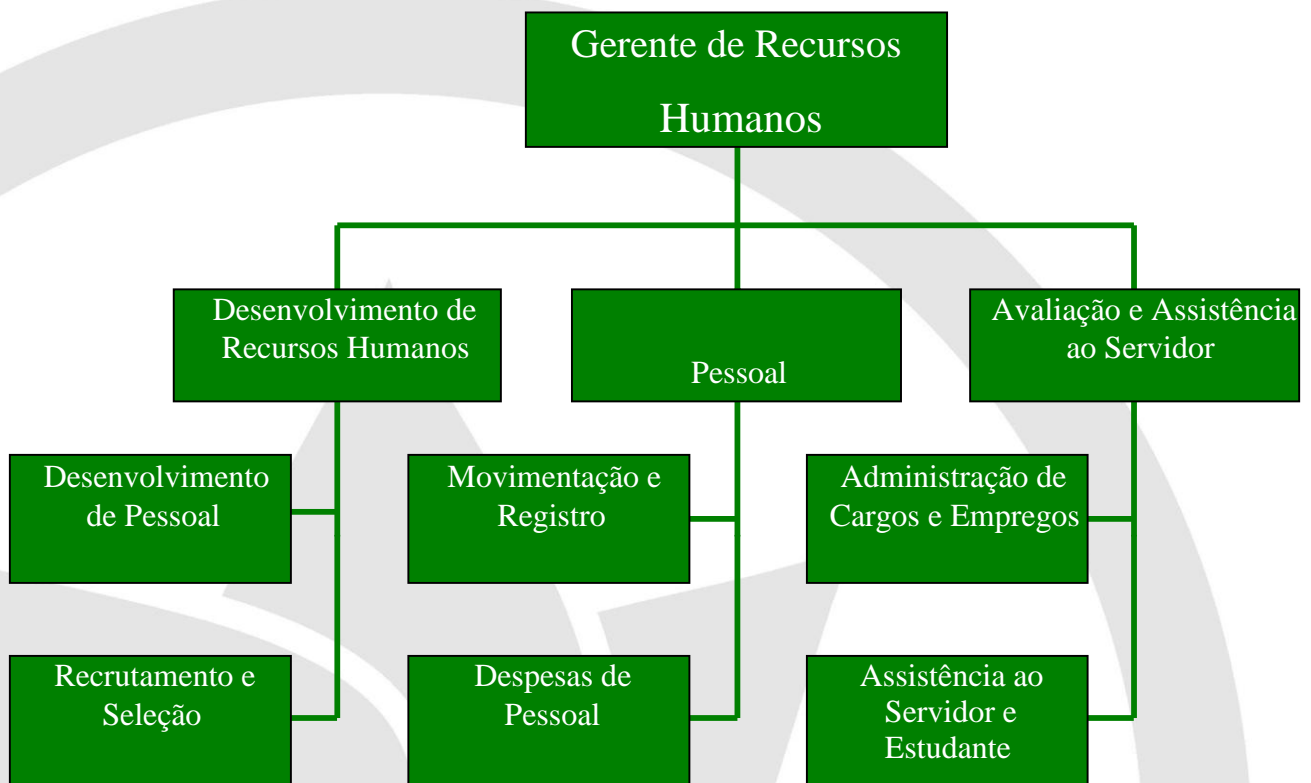 Gerente de Recursos
Humanos
Desenvolvimento de
Recursos Humanos
Pessoal
Avaliação e Assistência
ao Servidor
Desenvolvimento
de Pessoal
Movimentação e
Registro
Administração de
Cargos e Empregos
Recrutamento e
Seleção
Despesas de
Pessoal
Assistência ao
Servidor e
Estudante